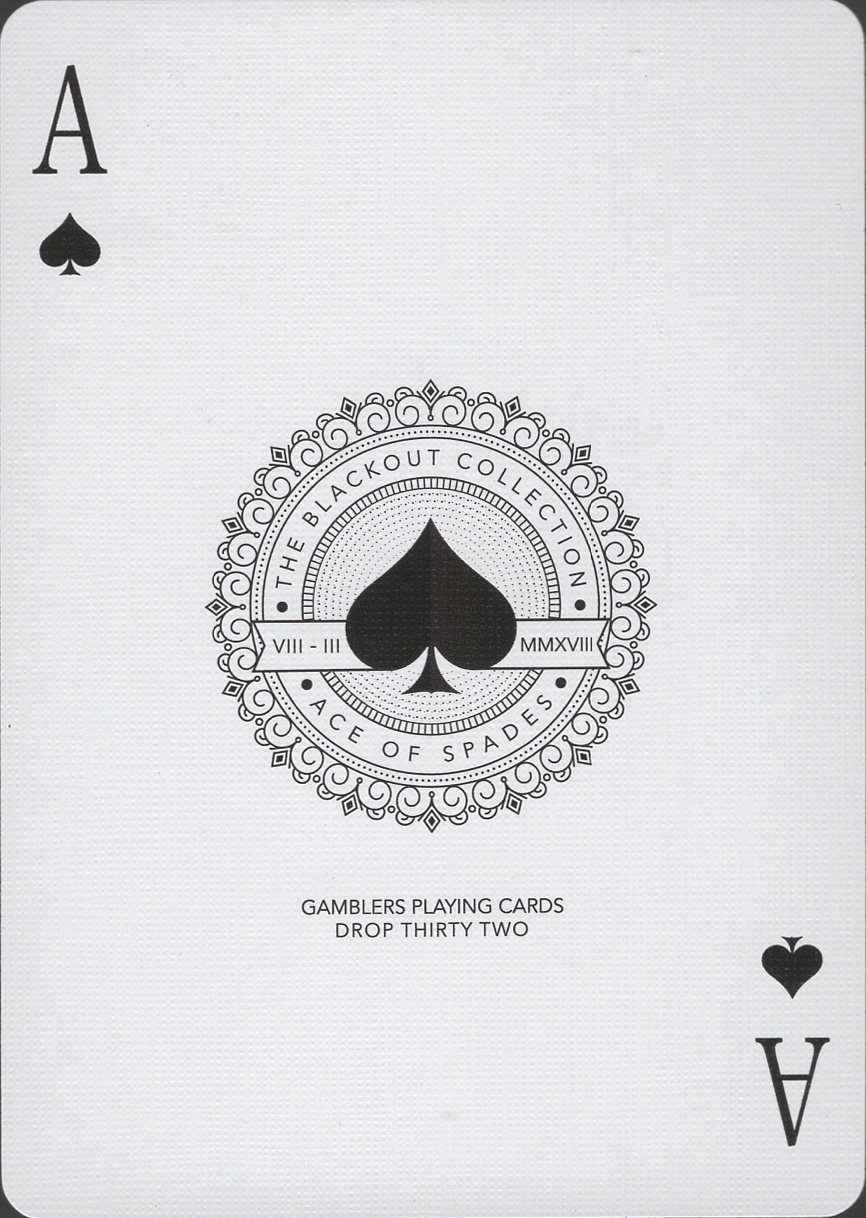 A
THE BLACKOUT COLLECTION
VIII - III
MMXVIII
ACE OF SPADES
GAMBLERS PLAYING CARDS
DROP THIRTY TWO
A